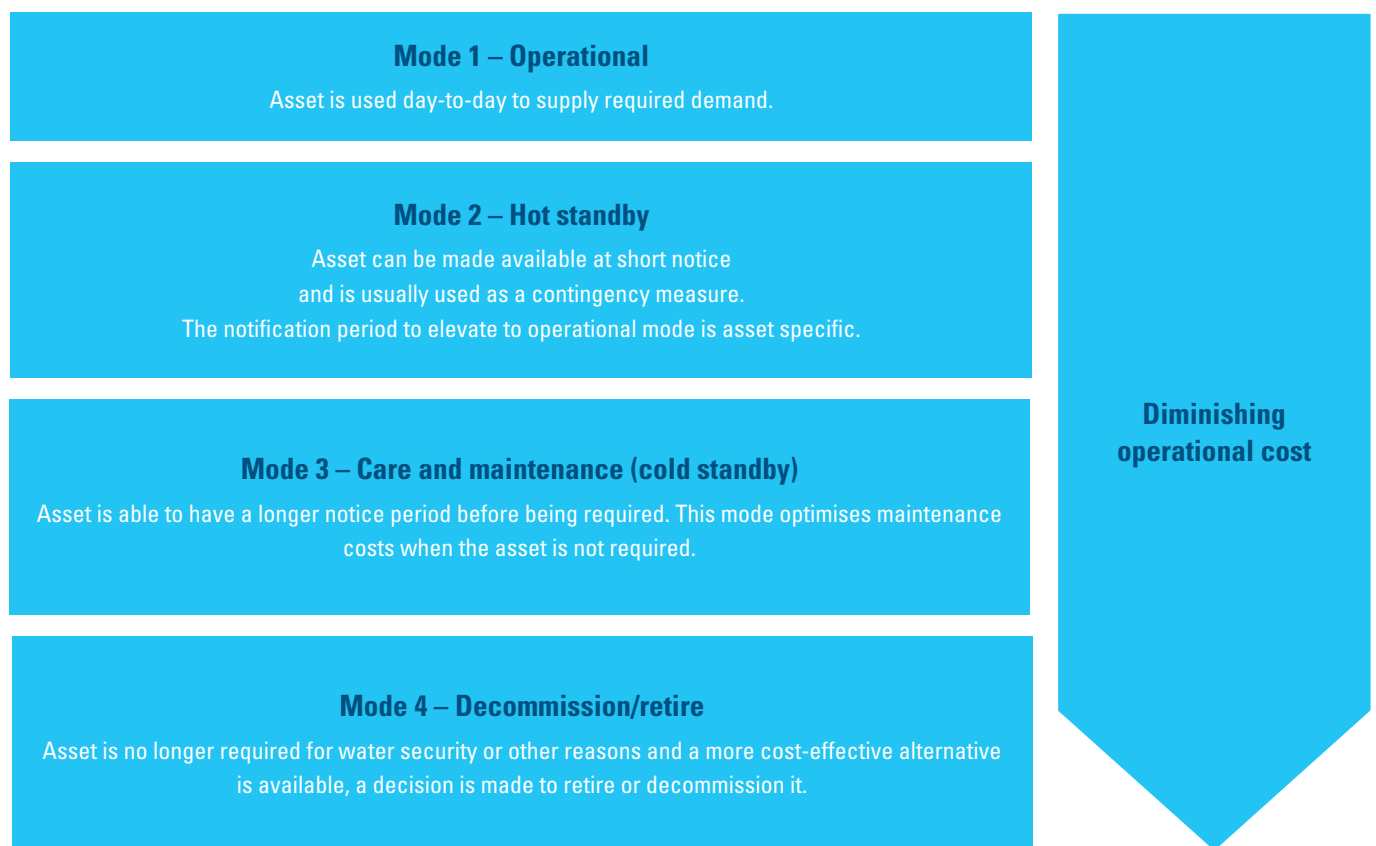 Mode 1 – Operational
Asset is used day-to-day to supply required demand.
Mode 2 – Hot standby
Asset can be made available at short notice
and is usually used as a contingency measure.
The notification period to elevate to operational mode is asset specific.
Mode 3 – Care and maintenance (cold standby)
Asset is able to have a longer notice period before being required. This mode optimises maintenance
costs when the asset is not required.
Mode 4 – Decommission/retire
Asset is no longer required for water security or other reasons and a more cost-effective alternative
is available, a decision is made to retire or decommission it.
Diminishing
operational cost